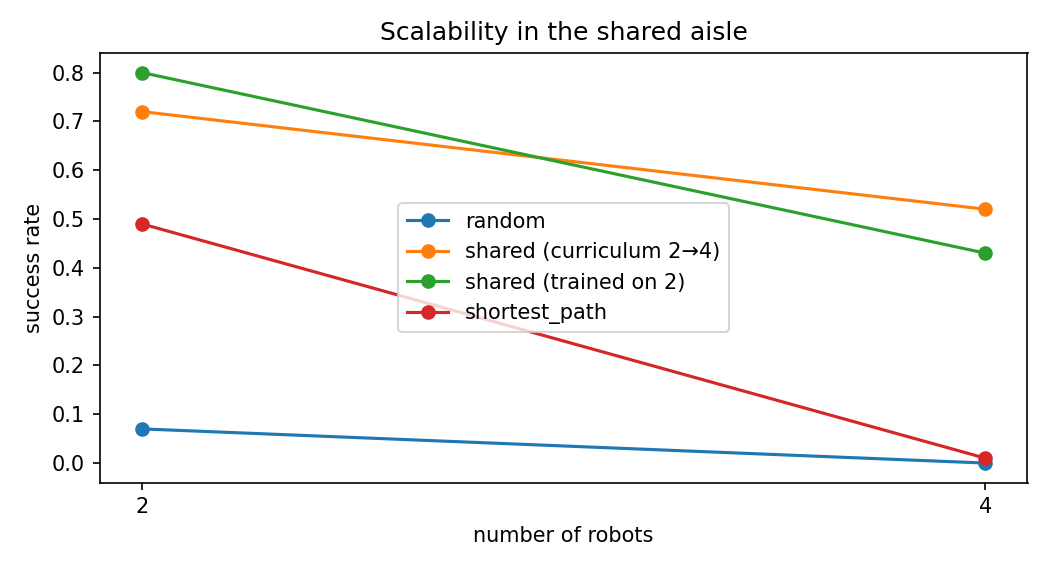 Scalability in the shared aisle
success rate
0.8
0.7
0.6
0.5
0.4
0.3
0.2
0.1
0.0
random
shared (curriculum 2→4)
shared (trained on 2)
shortest_path
2
4
number of robots